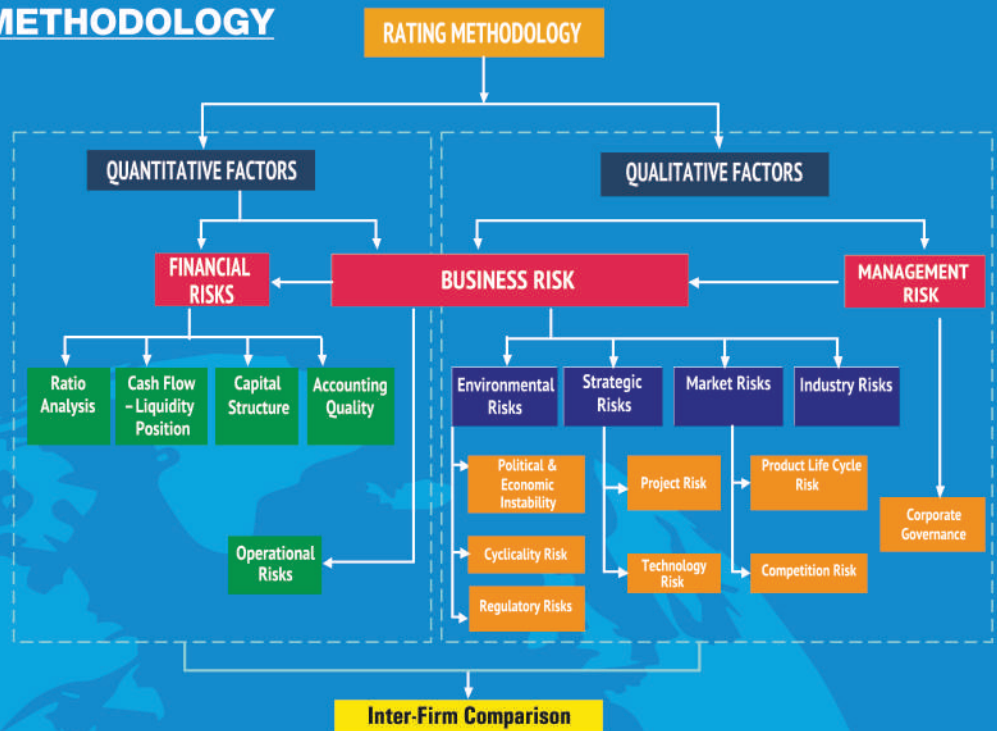 METHODOLOGY
RATING METHODOLOGY
QUANTITATIVE FACTORS
QUALITATIVE FACTORS
FINANCIAL
RISKS
BUSINESS RISK
MANAGEMENT
RISK
Ratio
Analysis
Cash Flow
– Liquidity
Position
Capital
Structure
Accounting
Quality
Environmental
Risks
Strategic
Risks
Market Risks
Industry Risks
Political &
Economic
Instability
Project Risk
Product Life Cycle
Risk
Corporate
Governance
Operational
Risks
Cyclicality Risk
Technology
Risk
Competition Risk
Regulatory Risks
Inter-Firm Comparison